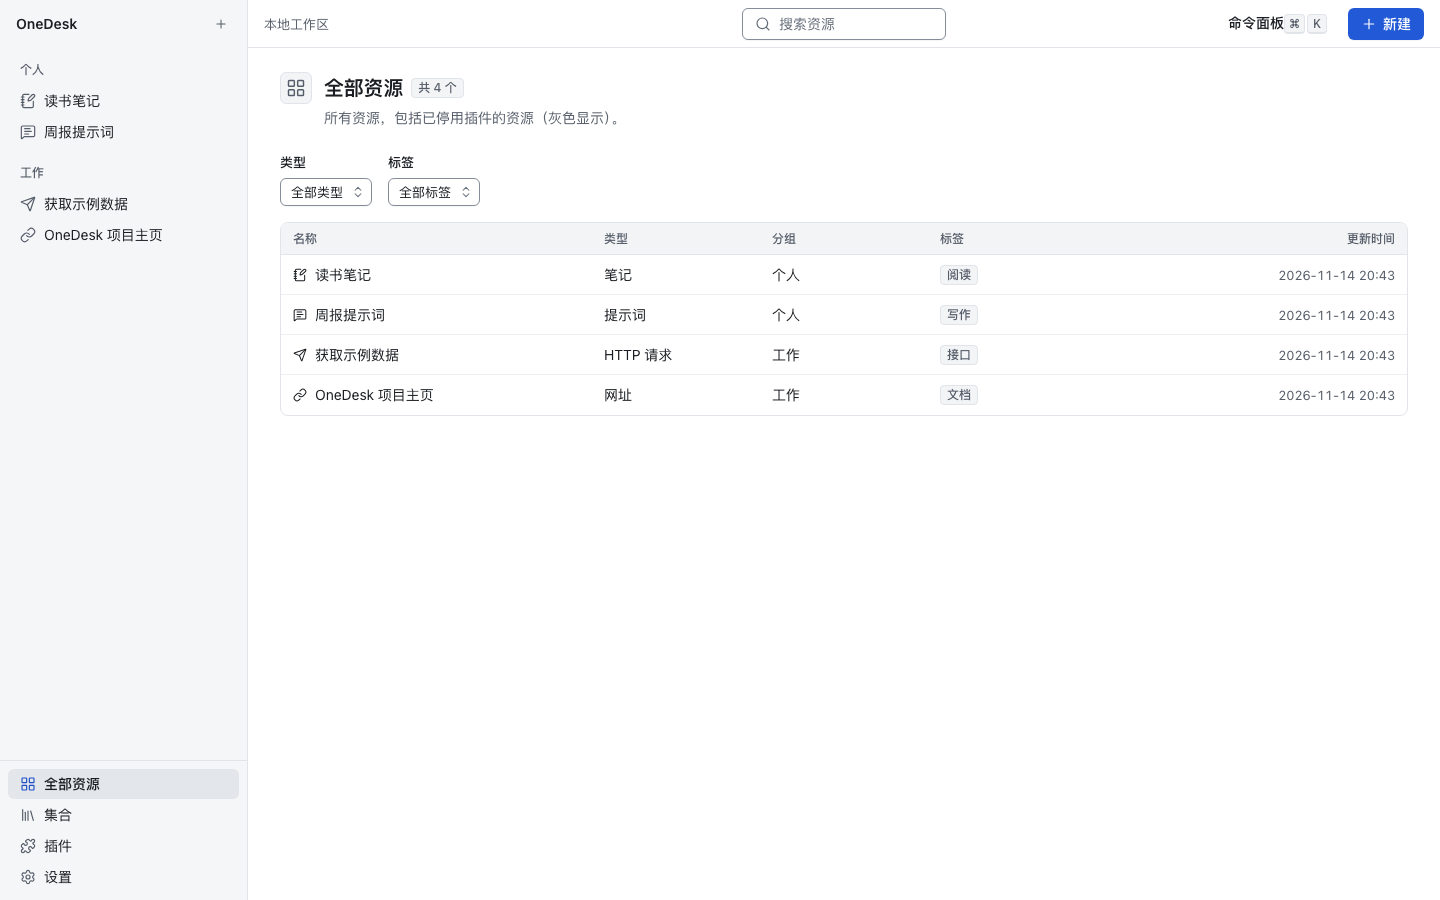 OneDesk
个人
读书笔记
周报提示词
工作
获取示例数据
OneDesk 项目主页
全部资源
集合
插件
设置
本地工作区
搜索资源
命令面板 ⌘ K
新建
全部资源 共 4 个
所有资源，包括已停用插件的资源（灰色显示）。
类型 标签
全部类型 全部标签
名称 类型 分组 标签 更新时间
读书笔记 笔记 个人 阅读 2026-11-14 20:43
周报提示词 提示词 个人 写作 2026-11-14 20:43
获取示例数据 HTTP 请求 工作 接口 2026-11-14 20:43
OneDesk 项目主页 网址 工作 文档 2026-11-14 20:43